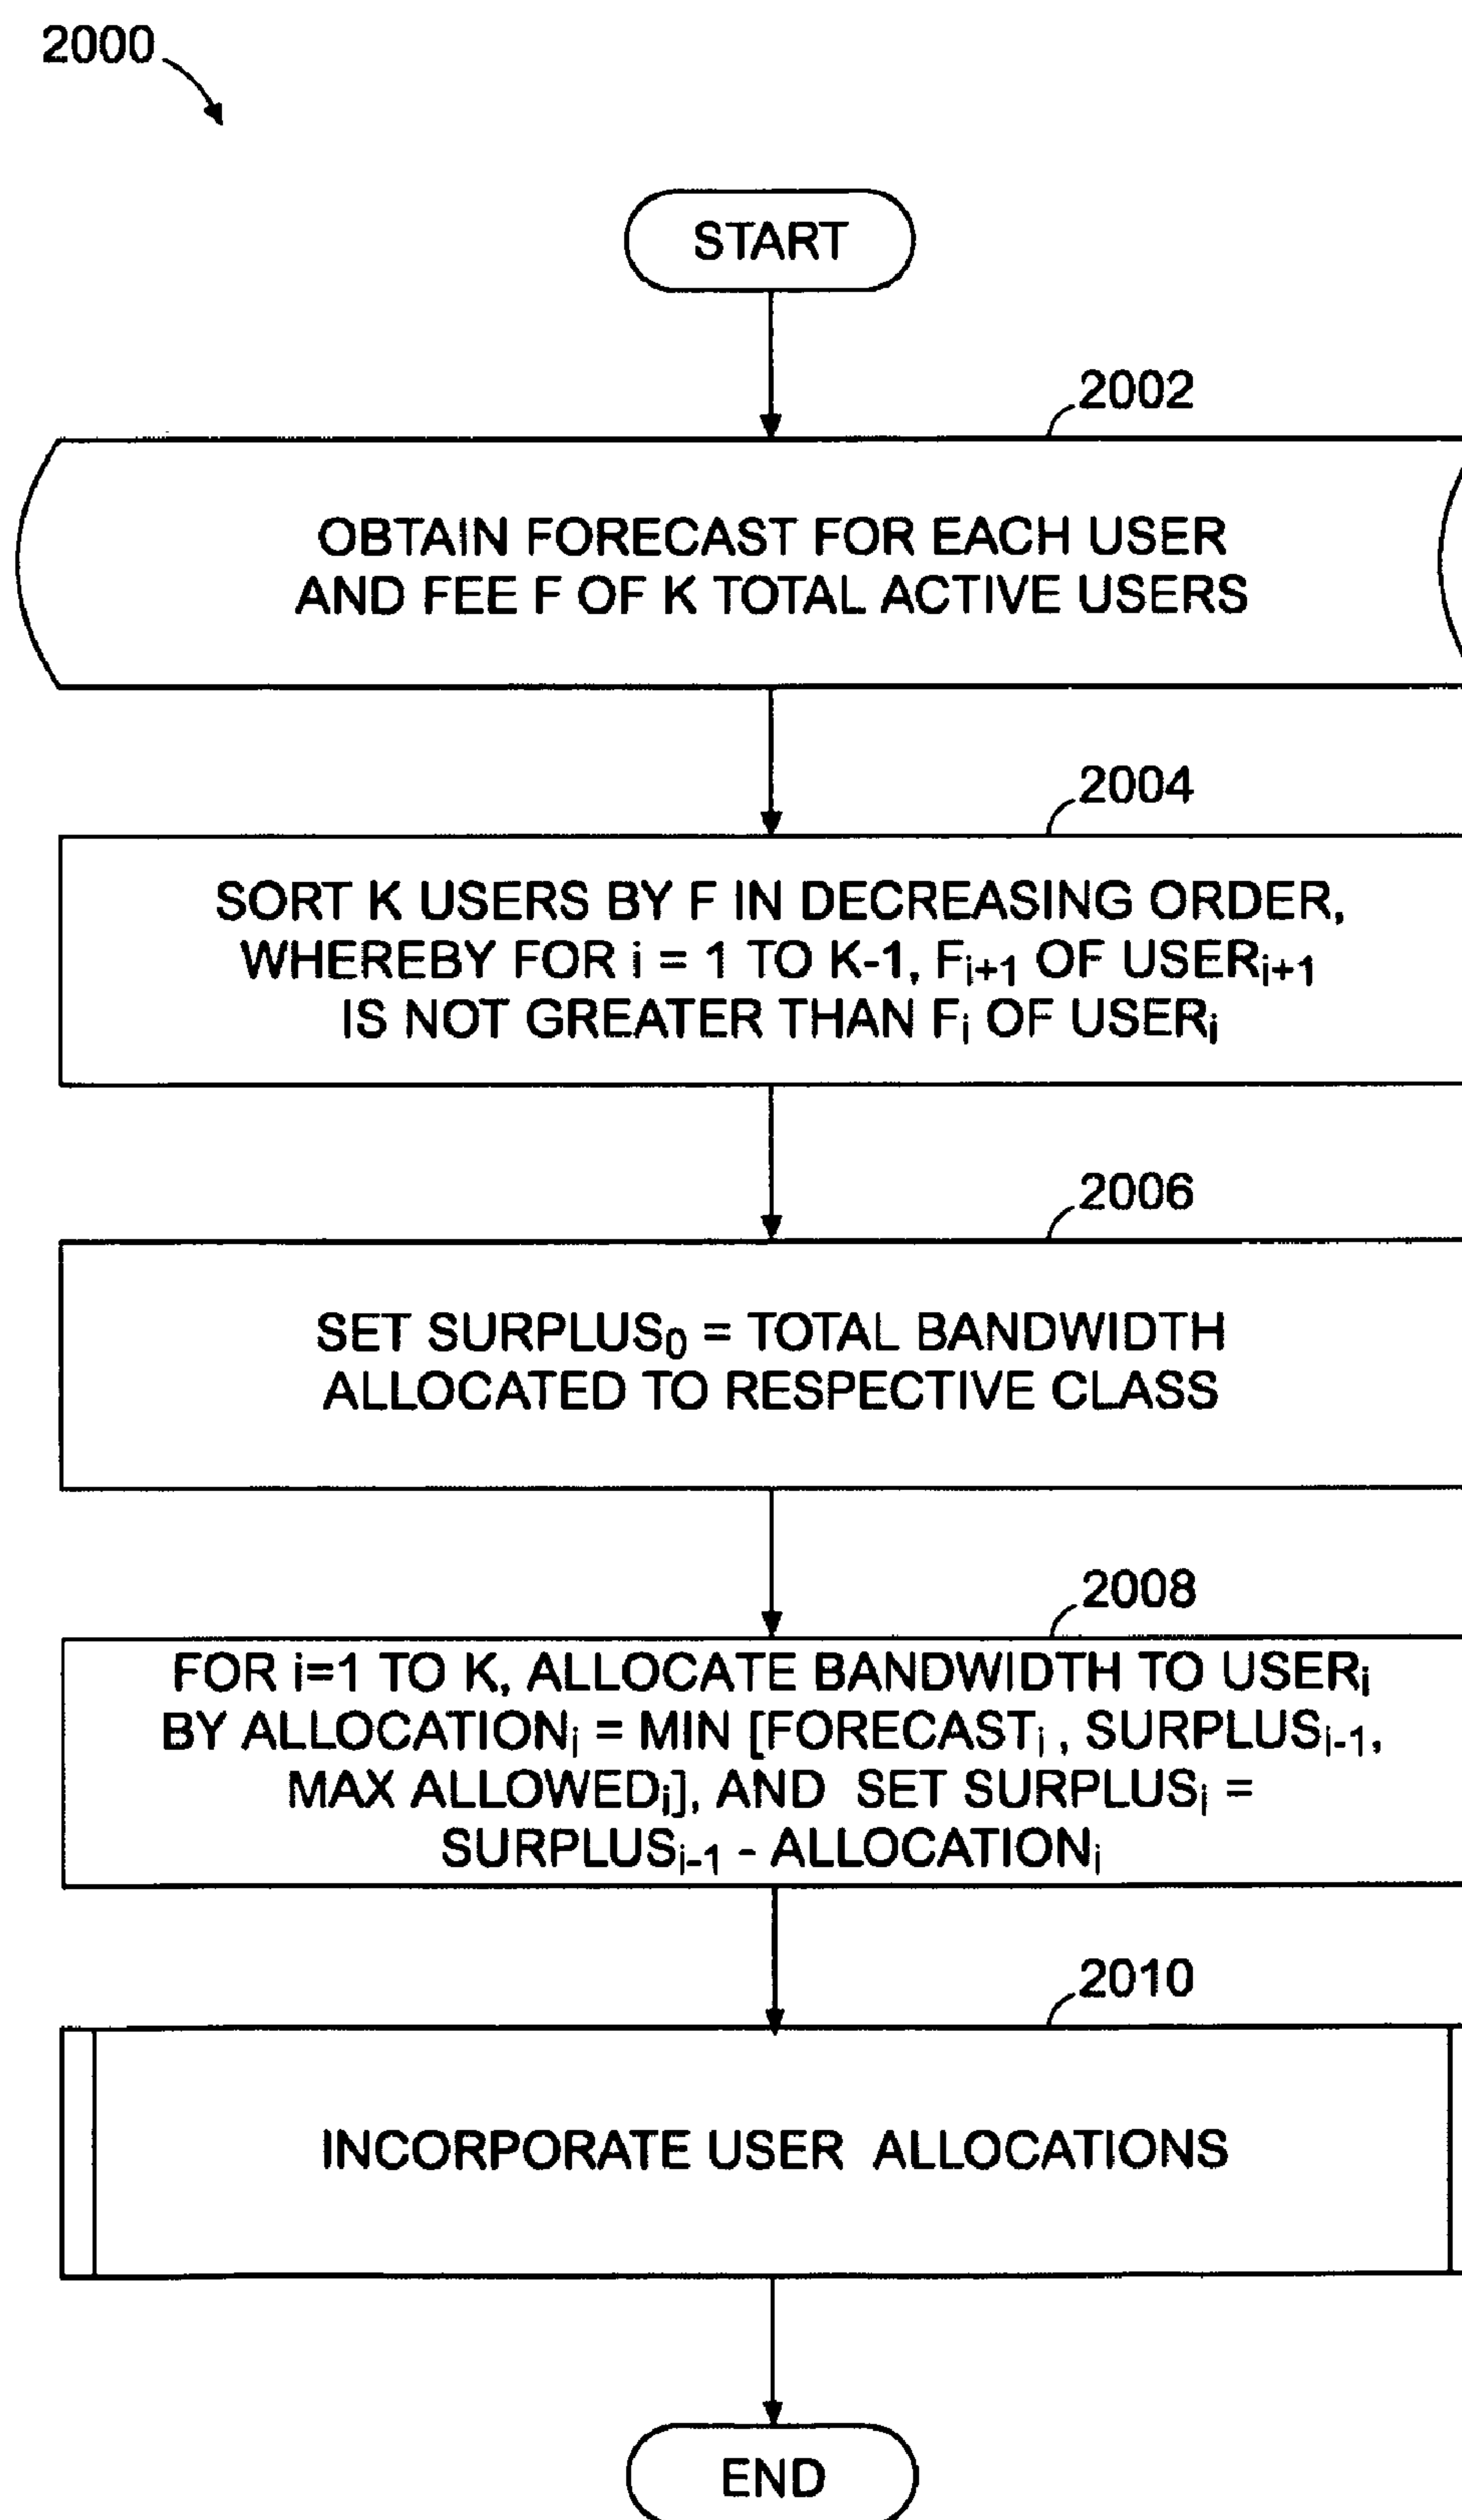 2000
START
2002
OBTAIN FORECAST FOR EACH USER
AND FEE F OF K TOTAL ACTIVE USERS
2004
SORT K USERS BY F IN DECREASING ORDER,
WHEREBY FOR i = 1 TO K-1, Fi+1 OF USERi+1
IS NOT GREATER THAN Fi OF USERi
2006
SET SURPLUS0 = TOTAL BANDWIDTH
ALLOCATED TO RESPECTIVE CLASS
2008
FOR i=1 TO K, ALLOCATE BANDWIDTH TO USERi
BY ALLOCATIONi = MIN [FORECASTi , SURPLUSi-1,
MAX ALLOWEDi], AND SET SURPLUSi =
SURPLUSi-1 - ALLOCATIONi
2010
INCORPORATE USER ALLOCATIONS
END